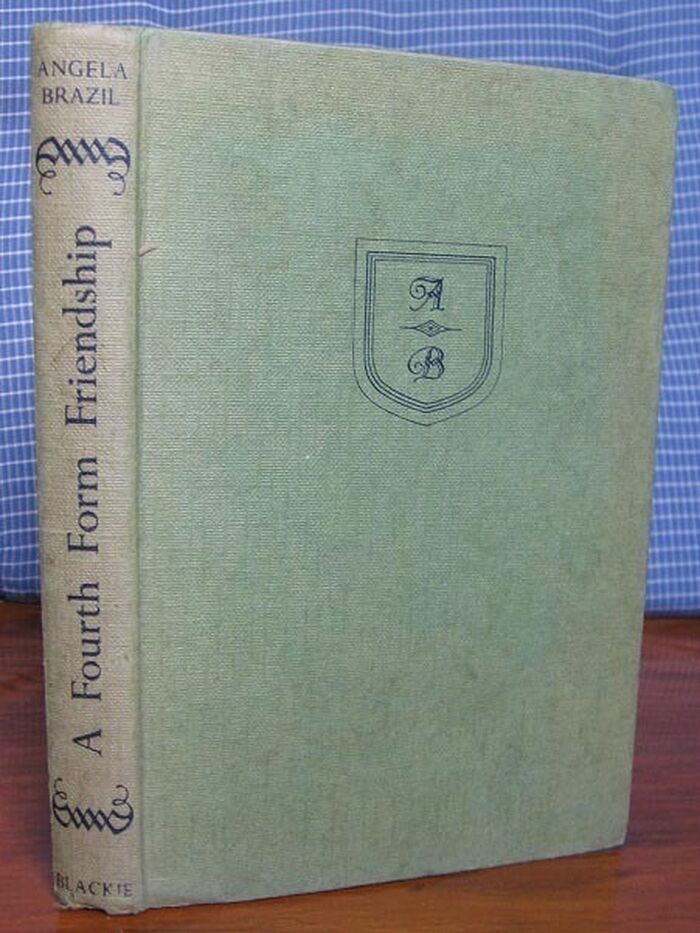 ANGELA
BRAZIL
A Fourth Form Friendship
BLACKIE
A
B